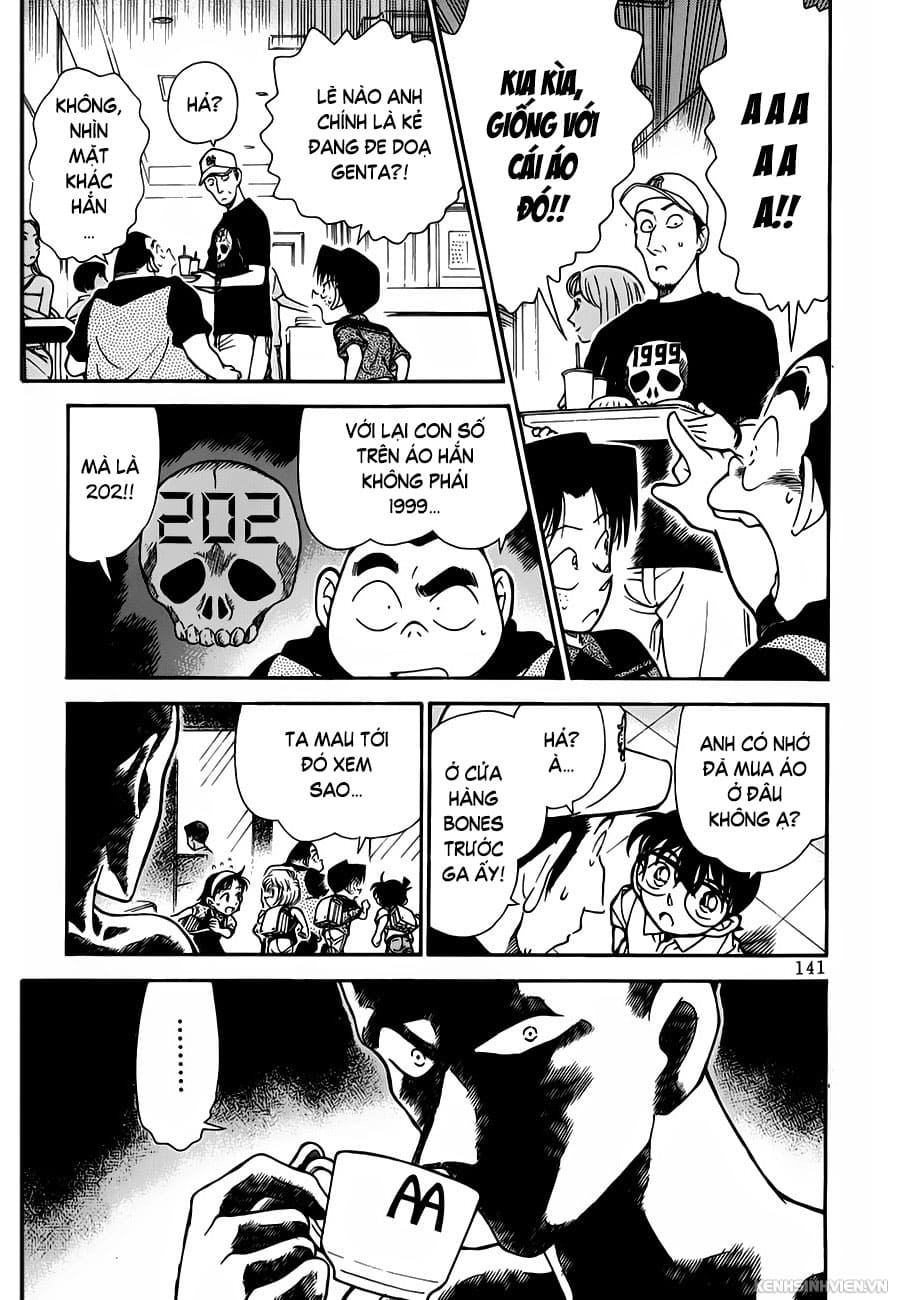 A A A
A A
A!!
KIA KÌA,
GIỐNG VỚI
CÁI ÁO
ĐÓ!!
1999
LẼ NÀO ANH
CHÍNH LÀ KẺ
ĐANG ĐE DOẠ
GENTA?!
HẢ?
KHÔNG,
NHÌN
MẶT
KHÁC
HẲN
...
VỚI LẠI CON SỐ
TRÊN ÁO HẮN
KHÔNG PHẢI
1999...
MÀ LÀ
202!!
202
ANH CÓ NHỚ
ĐÃ MUA ÁO
Ở ĐÂU
KHÔNG Ạ?
HẢ?
À...
Ở CỬA
HÀNG
BONES
TRƯỚC
GA ẤY!
TA MAU TỚI
ĐÓ XEM
SAO...
141
........
AA
KENHSINHVIEN.VN